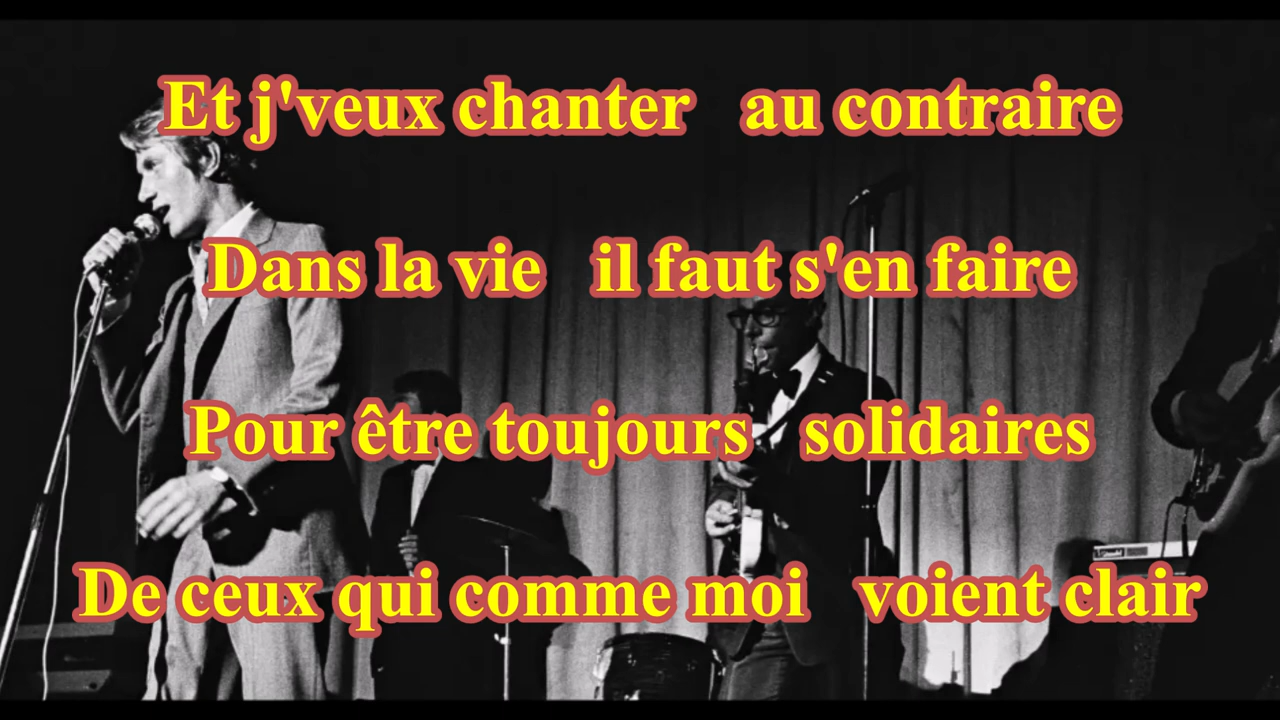 Et j'veux chanter au contraire
Dans la vie il faut s'en faire
Pour être toujours solidaires
De ceux qui comme moi voient clair